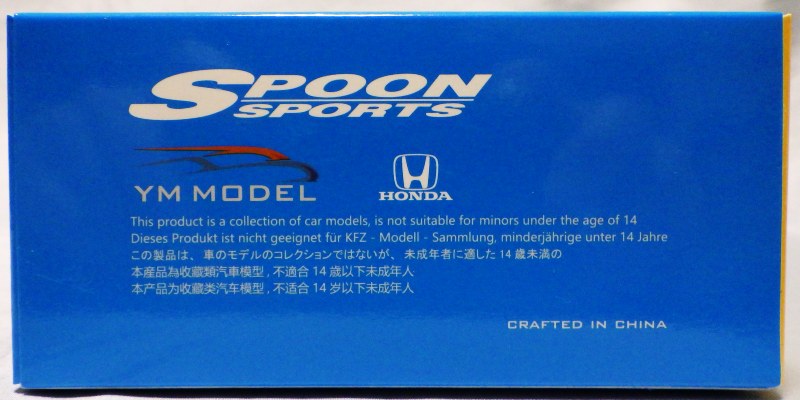 SPOON
SPORTS
YM MODEL
HONDA
This product is a collection of car models, is not suitable for minors under the age of 14
Dieses Produkt ist nicht geeignet für KFZ - Modell - Sammlung, minderjährige unter 14 Jahre
この製品は、車のモデルのコレクションではないが、未成年者に適した 14 歳未満の
本産品為收藏類汽車模型 , 不適合 14 歲以下未成年人
本产品为收藏类汽车模型 , 不适合 14 岁以下未成年人
CRAFTED IN CHINA